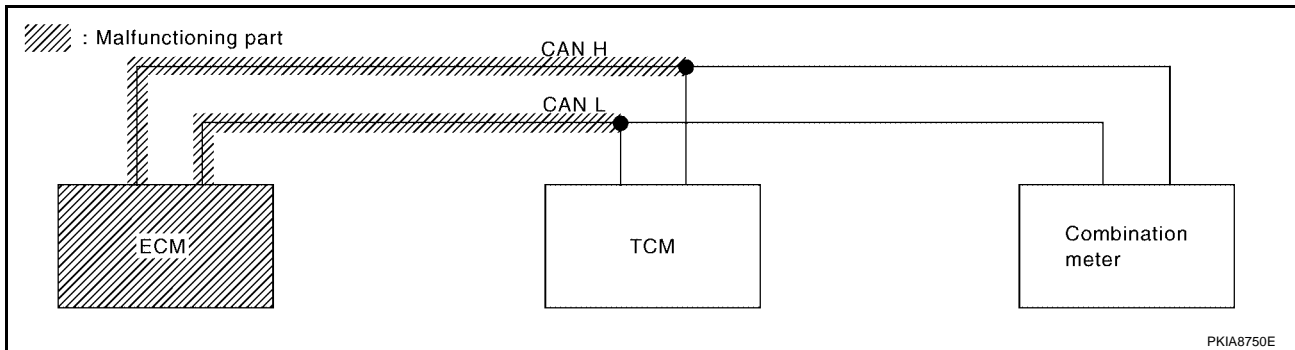 : Malfunctioning part
CAN H
CAN L
ECM
TCM
Combination
meter
PKIA8750E